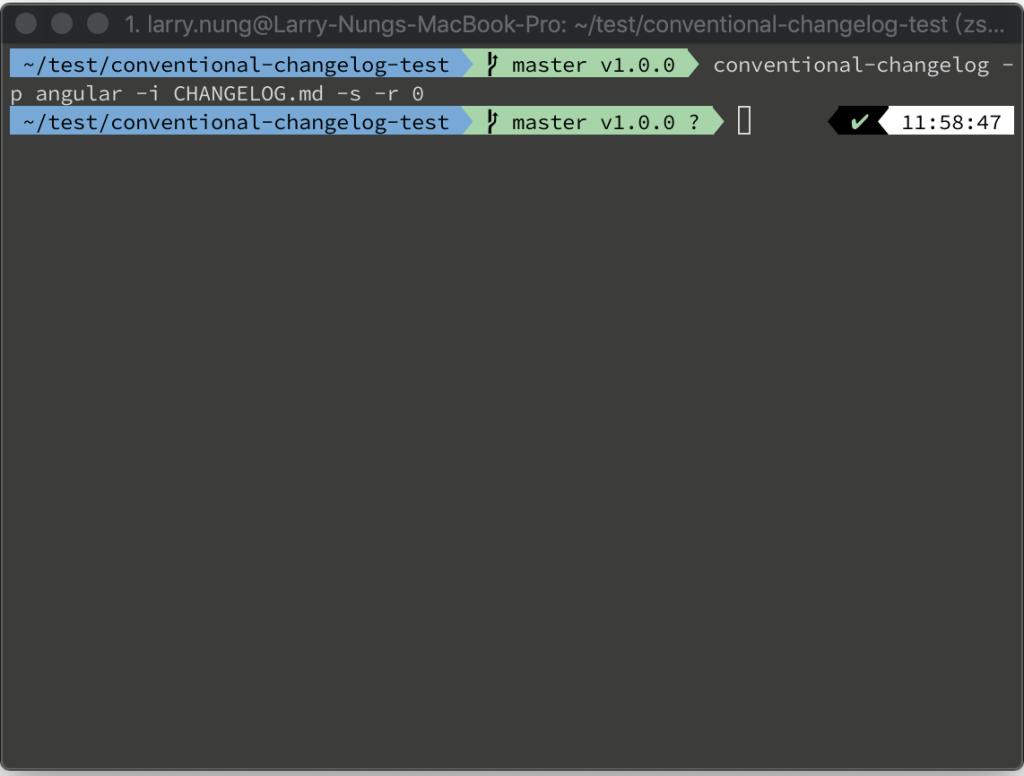 1. larry.nung@Larry-Nungs-MacBook-Pro: ~/test/conventional-changelog-test (zs...
~/test/conventional-changelog-test master v1.0.0 conventional-changelog -
p angular -i CHANGELOG.md -s -r 0
~/test/conventional-changelog-test master v1.0.0 ? ✔ 11:58:47